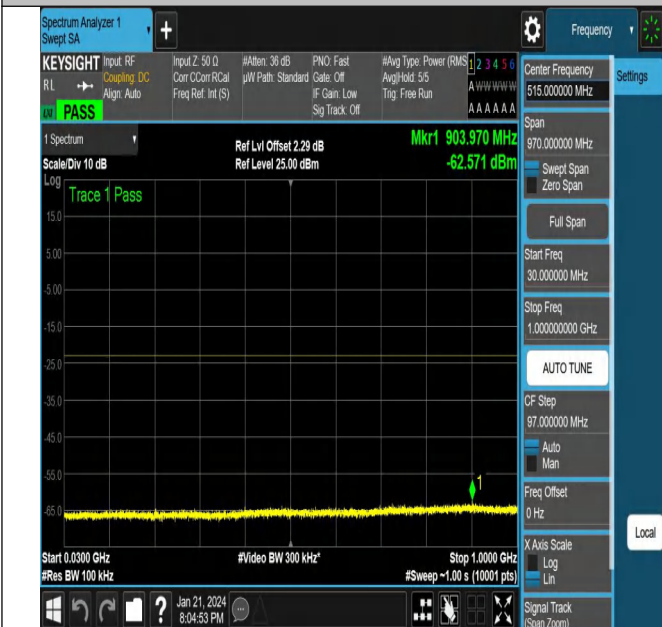 Spectrum Analyzer 1
Swept SA
+
Frequency
KEYSIGHT
RL
PASS
Input: RF
Coupling: DC
Align: Auto
Input Z: 50 Ω
Corr CCorr RCal
Freq Ref: Int (S)
#Atten: 36 dB
µW Path: Standard
PNO: Fast
Gate: Off
IF Gain: Low
Sig Track: Off
#Avg Type: Power (RMS
Avg|Hold: 5/5
Trig: Free Run
1 2 3 4 5 6
A W W W W W
A A A A A A
1 Spectrum
Scale/Div 10 dB
Ref Lvl Offset 2.29 dB
Ref Level 25.00 dBm
Mkr1 903.970 MHz
-62.571 dBm
Log
Trace 1 Pass
15.0
5.00
-5.00
-15.0
-25.0
-35.0
-45.0
-55.0
-65.0
1
Start 0.0300 GHz
#Res BW 100 kHz
#Video BW 300 kHz*
Stop 1.0000 GHz
#Sweep ~1.00 s (10001 pts)
Jan 21, 2024
8:04:53 PM
Center Frequency
515.000000 MHz
Span
970.000000 MHz
Swept Span
Zero Span
Full Span
Start Freq
30.000000 MHz
Stop Freq
1.000000000 GHz
AUTO TUNE
CF Step
97.000000 MHz
Auto
Man
Freq Offset
0 Hz
X Axis Scale
Log
Lin
Signal Track
(Span Zoom)
Settings
Local